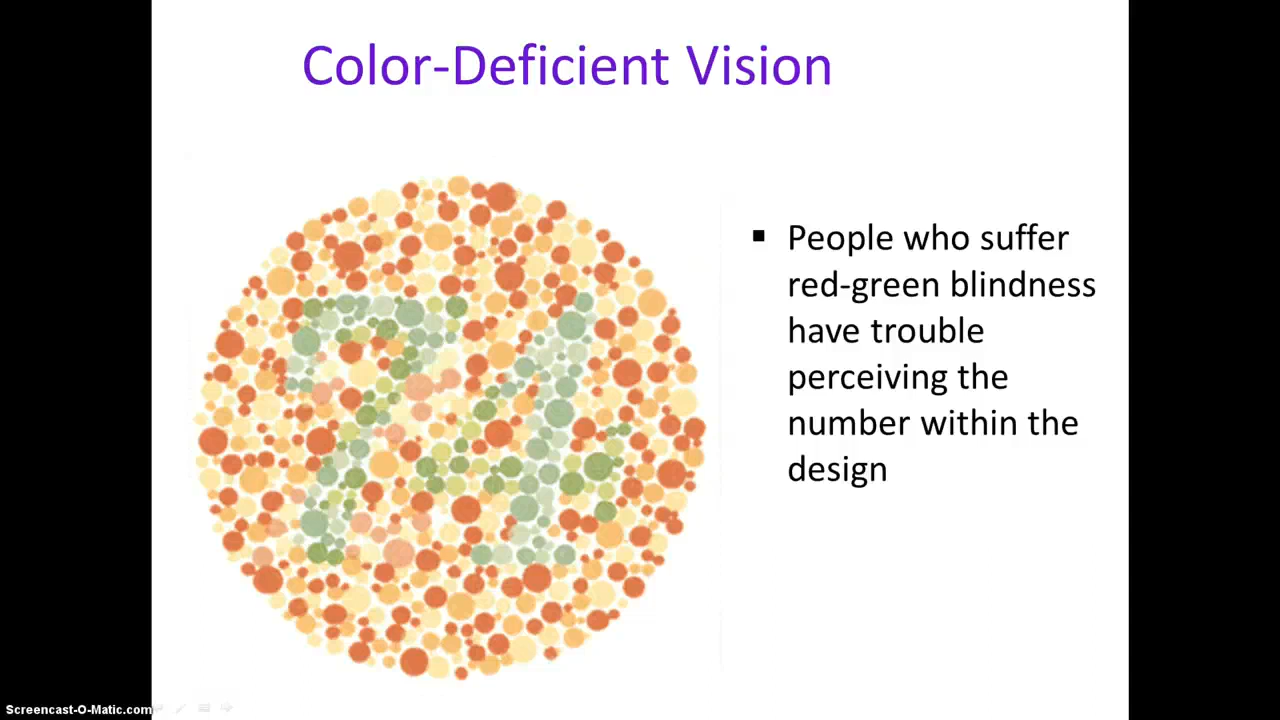 Color-Deficient Vision
74
▪ People who suffer
red-green blindness
have trouble
perceiving the
number within the
design
Screencast-O-Matic.com